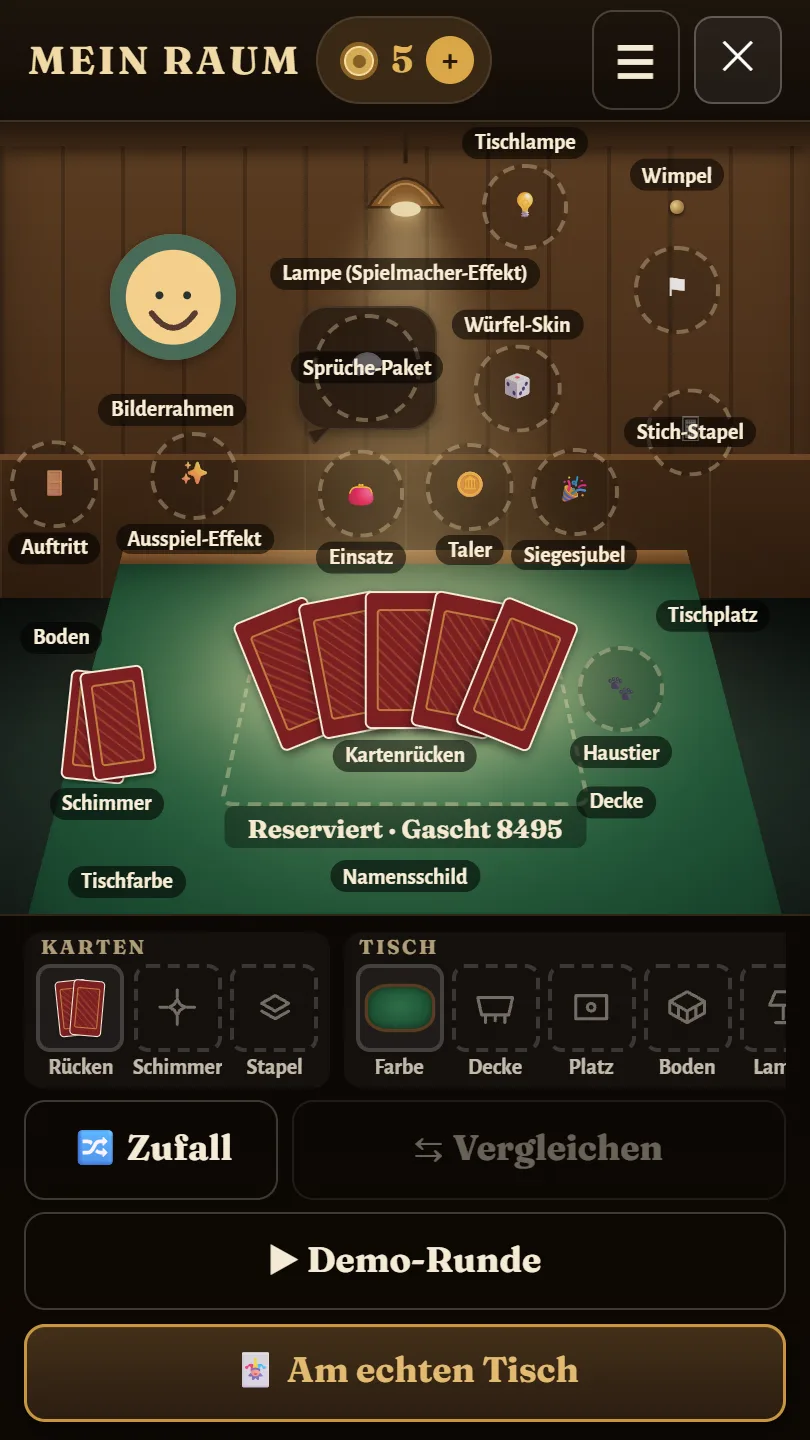 MEIN RAUM 5 +
Tischlampe
Wimpel
Lampe (Spielmacher-Effekt)
Würfel-Skin
Sprüche-Paket
Bilderrahmen
Stich-Stapel
Auftritt
Ausspiel-Effekt
Einsatz
Taler
Siegesjubel
Tischplatz
Boden
Kartenrücken
Haustier
Schimmer
Decke
Reserviert · Gascht 8495
Tischfarbe
Namensschild
KARTEN
TISCH
Rücken Schimmer Stapel
Farbe Decke Platz Boden Lam
Zufall
Vergleichen
Demo-Runde
Am echten Tisch